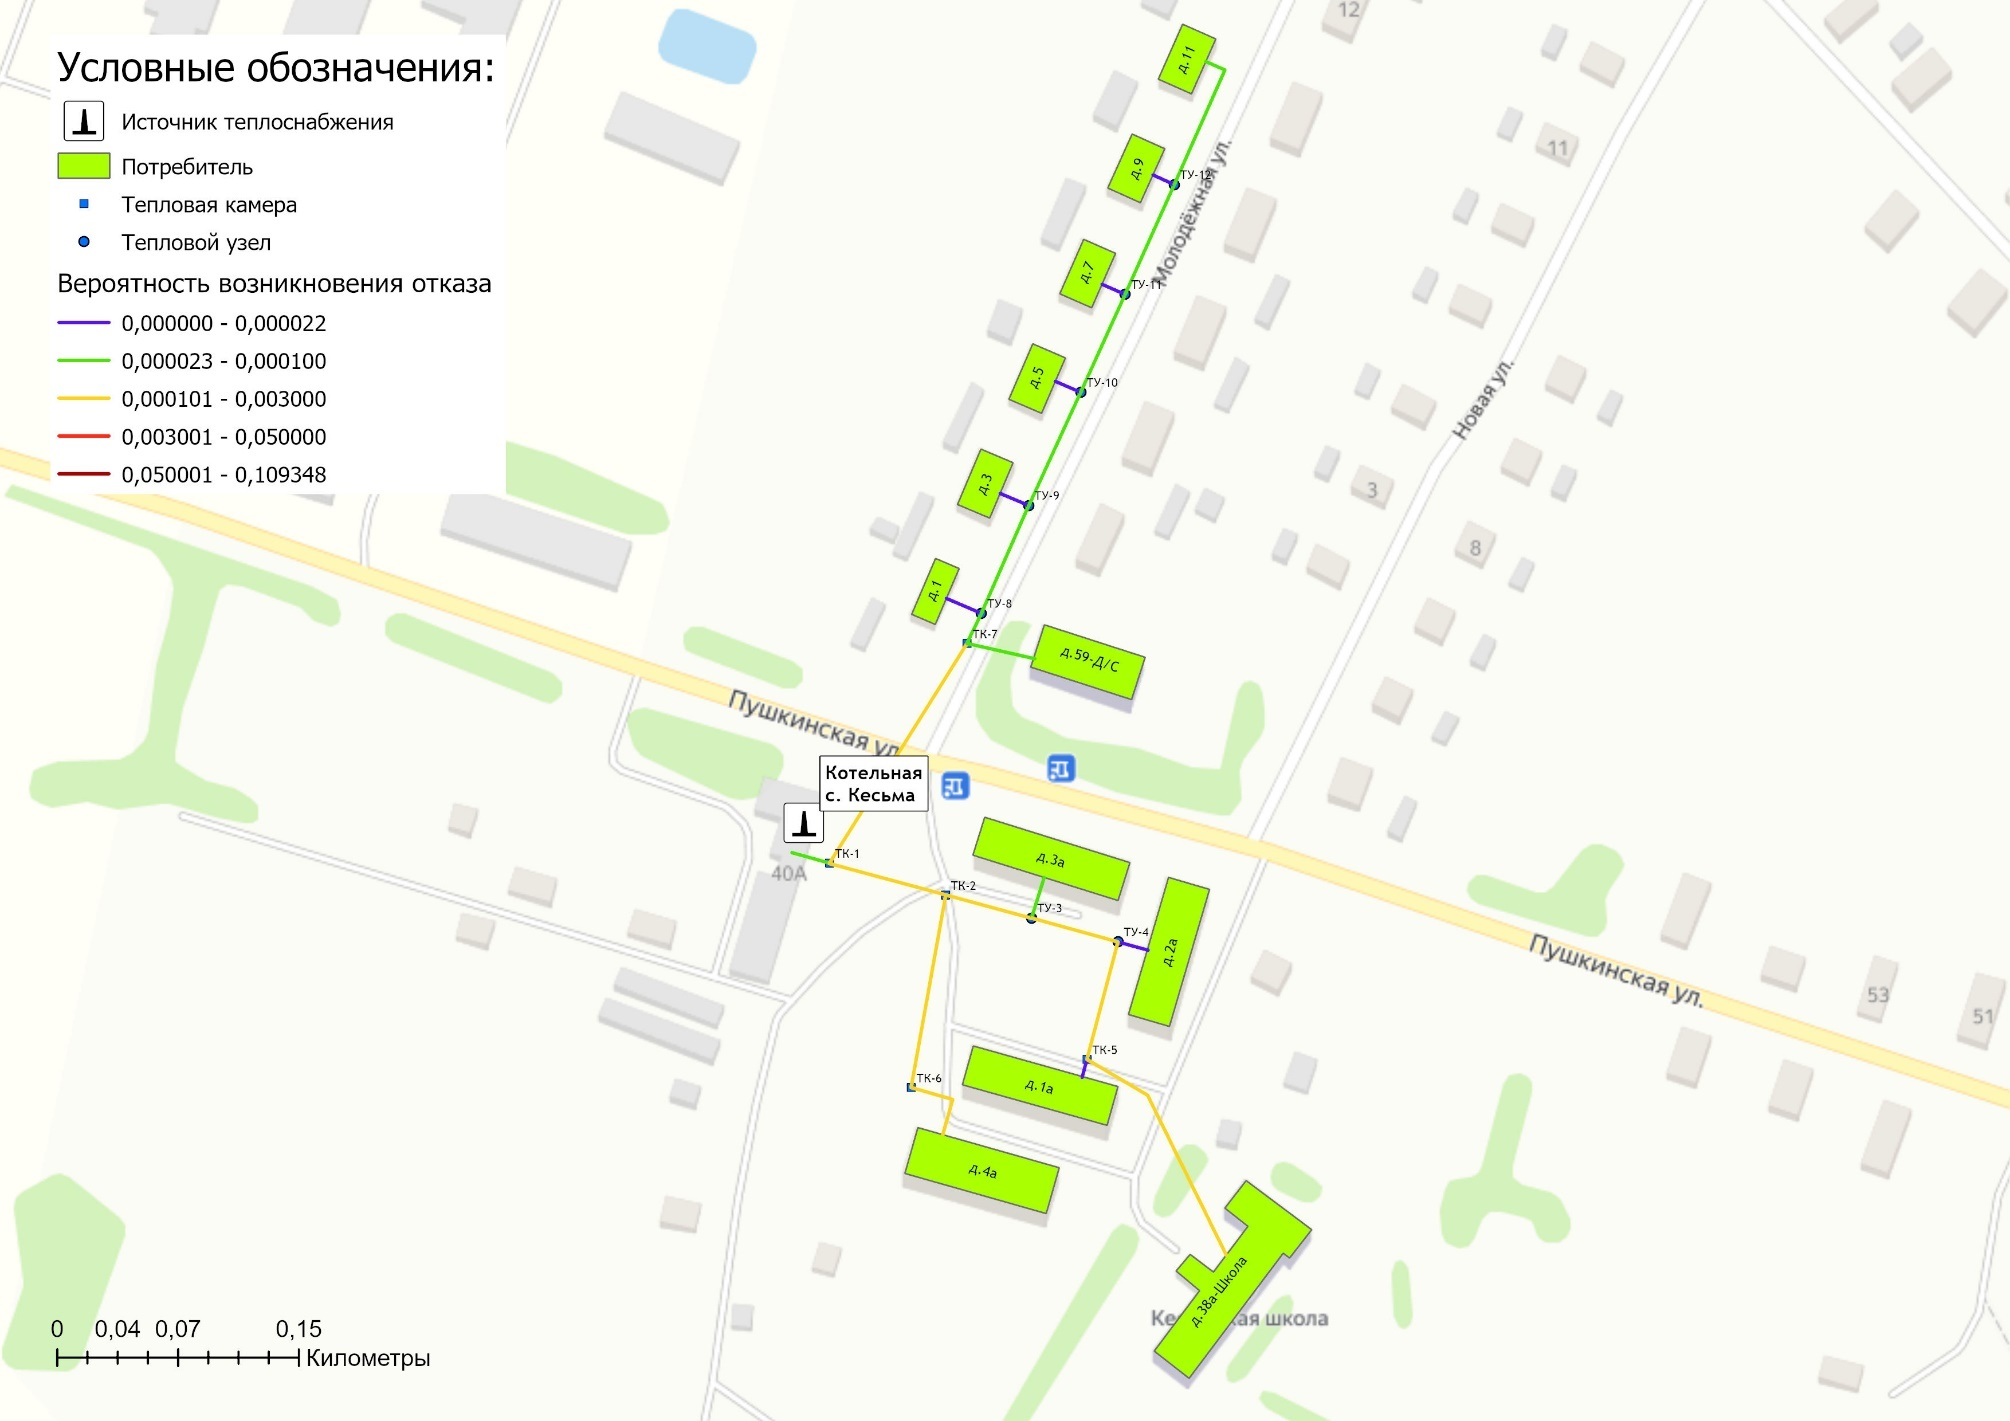 Условные обозначения:
Источник теплоснабжения
Потребитель
Тепловая камера
Тепловой узел
Вероятность возникновения отказа
0,000000 - 0,000022
0,000023 - 0,000100
0,000101 - 0,003000
0,003001 - 0,050000
0,050001 - 0,109348
12
д.11
11
д.9
ТУ-12
Молодёжная ул.
д.7
ТУ-11
д.5
ТУ-10
Новая ул.
д.3
ТУ-9
3
8
д.1
ТУ-8
ТК-7
д.59-Д/С
Пушкинская ул.
Котельная
с. Кесьма
ТК-1
40А
ТК-2
д.3а
ТУ-3
ТУ-4
д.2а
Пушкинская ул.
53
51
ТК-5
ТК-6
д.1а
д.4а
д.38а-Школа
школа
0 0,04 0,07 0,15
Километры